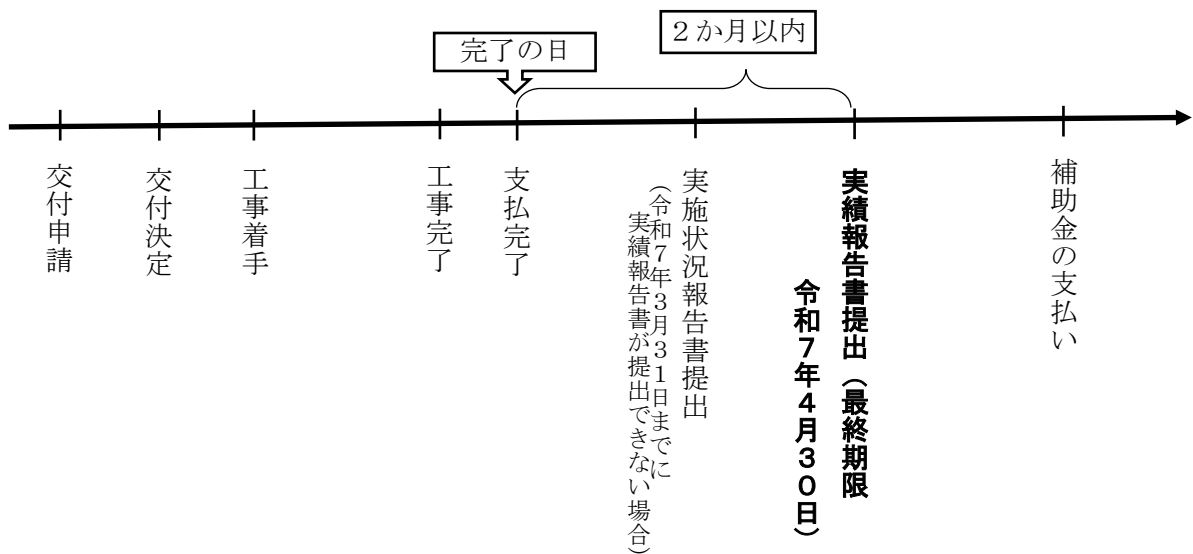 完了の日
２か月以内
交付申請
交付決定
工事着手
工事完了
支払完了
実施状況報告書提出
（令和７年３月３１日までに
実績報告書が提出できない場合）
実績報告書提出（最終期限
令和７年４月３０日）
補助金の支払い